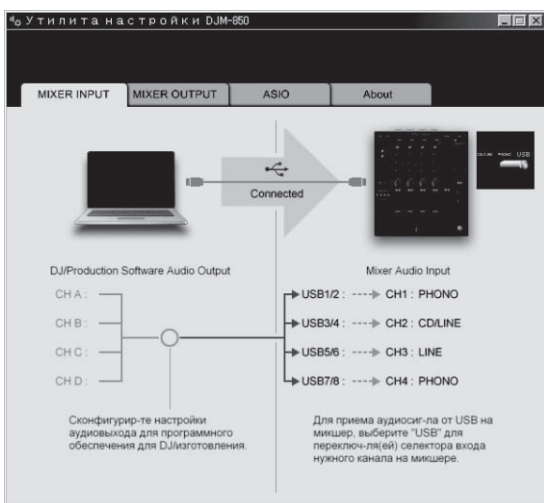 Утилита настройки DJM-850
MIXER INPUT
MIXER OUTPUT
ASIO
About
Connected
USB
DJ/Production Software Audio Output
Mixer Audio Input
CH A :
CH B :
CH C :
CH D :
USB1/2 : CH1 : PHONO
USB3/4 : CH2 : CD/LINE
USB5/6 : CH3 : LINE
USB7/8 : CH4 : PHONO
Сконфигурир-те настройки
аудиовыхода для программного
обеспечения для DJ/изготовления.
Для приема аудиосиг-ла от USB на
микшер, выберите "USB" для
переключ-ля(ей) селектора входа
нужного канала на микшере.